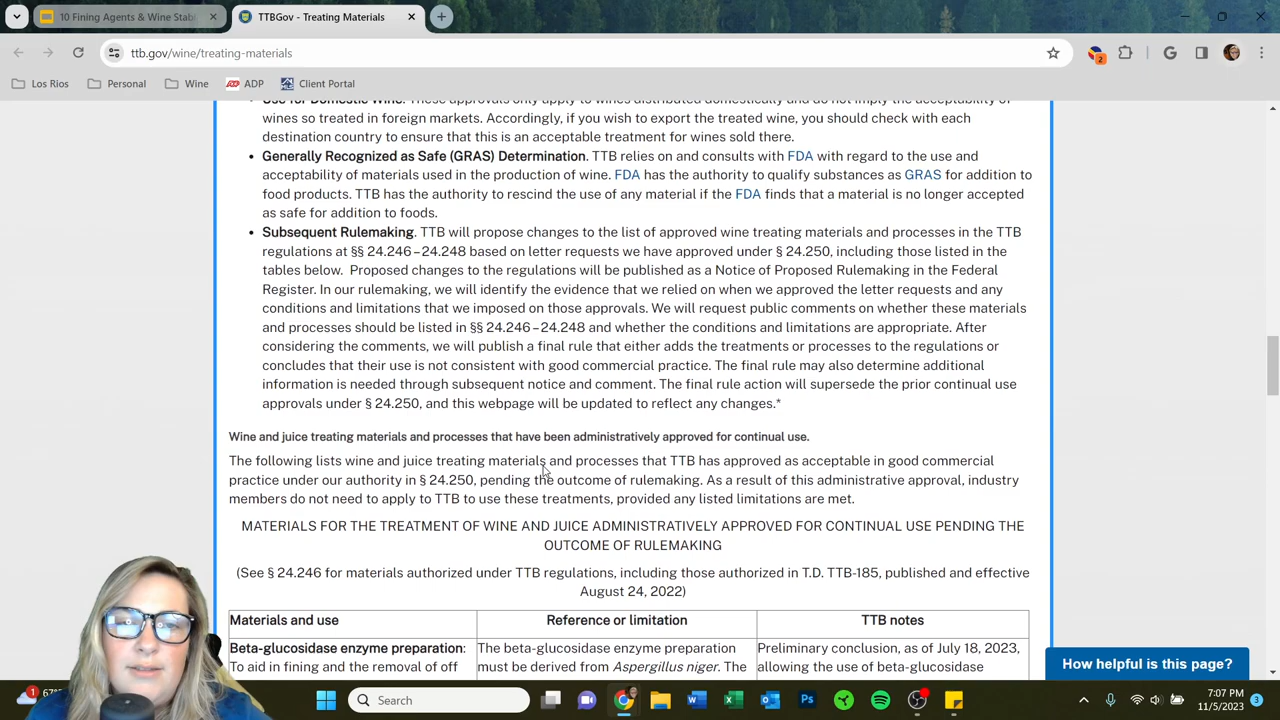 10 Fining Agents & Wine Stab
TTBGov - Treating Materials
ttb.gov/wine/treating-materials
2
Los Rios
Personal
Wine
ADP
Client Portal
Use for Domestic Wine. These approvals only apply to wines distributed domestically and do not imply the acceptability of
wines so treated in foreign markets. Accordingly, if you wish to export the treated wine, you should check with each
destination country to ensure that this is an acceptable treatment for wines sold there.
• Generally Recognized as Safe (GRAS) Determination. TTB relies on and consults with FDA with regard to the use and
acceptability of materials used in the production of wine. FDA has the authority to qualify substances as GRAS for addition to
food products. TTB has the authority to rescind the use of any material if the FDA finds that a material is no longer accepted
as safe for addition to foods.
• Subsequent Rulemaking. TTB will propose changes to the list of approved wine treating materials and processes in the TTB
regulations at §§ 24.246 – 24.248 based on letter requests we have approved under § 24.250, including those listed in the
tables below. Proposed changes to the regulations will be published as a Notice of Proposed Rulemaking in the Federal
Register. In our rulemaking, we will identify the evidence that we relied on when we approved the letter requests and any
conditions and limitations that we imposed on those approvals. We will request public comments on whether these materials
and processes should be listed in §§ 24.246 – 24.248 and whether the conditions and limitations are appropriate. After
considering the comments, we will publish a final rule that either adds the treatments or processes to the regulations or
concludes that their use is not consistent with good commercial practice. The final rule may also determine additional
information is needed through subsequent notice and comment. The final rule action will supersede the prior continual use
approvals under § 24.250, and this webpage will be updated to reflect any changes.*
Wine and juice treating materials and processes that have been administratively approved for continual use.
The following lists wine and juice treating materials and processes that TTB has approved as acceptable in good commercial
practice under our authority in § 24.250, pending the outcome of rulemaking. As a result of this administrative approval, industry
members do not need to apply to TTB to use these treatments, provided any listed limitations are met.
MATERIALS FOR THE TREATMENT OF WINE AND JUICE ADMINISTRATIVELY APPROVED FOR CONTINUAL USE PENDING THE
OUTCOME OF RULEMAKING
(See § 24.246 for materials authorized under TTB regulations, including those authorized in T.D. TTB-185, published and effective
August 24, 2022)
Materials and use Reference or limitation TTB notes
Beta-glucosidase enzyme preparation: The beta-glucosidase enzyme preparation Preliminary conclusion, as of July 18, 2023,
To aid in fining and the removal of off must be derived from Aspergillus niger. The allowing the use of beta-glucosidase
How helpful is this page?
1
Search
7:07 PM
11/5/2023
3